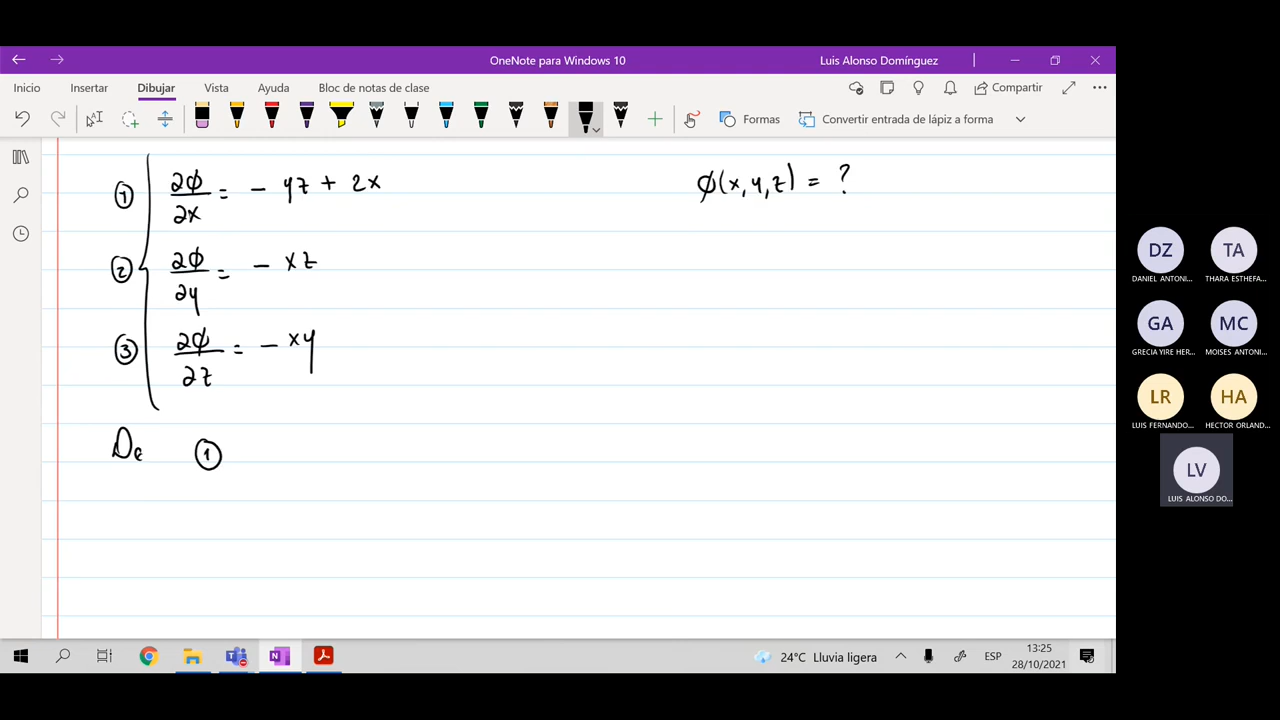 OneNote para Windows 10
Luis Alonso Domínguez
Inicio Insertar Dibujar Vista Ayuda Bloc de notas de clase
Compartir
Formas
Convertir entrada de lápiz a forma
① ∂ϕ/∂x = - yz + 2x
ϕ(x, y, z) = ?
② ∂ϕ/∂y = - xz
③ ∂ϕ/∂z = - xy
De ①
DZ
DANIEL ANTONI...
TA
THARA ESTHEFA...
GA
GRECIA YIRE HER...
MC
MOISES ANTONI...
LR
LUIS FERNANDO...
HA
HECTOR ORLAND...
LV
LUIS ALONSO DO...
24°C Lluvia ligera
ESP
13:25
28/10/2021